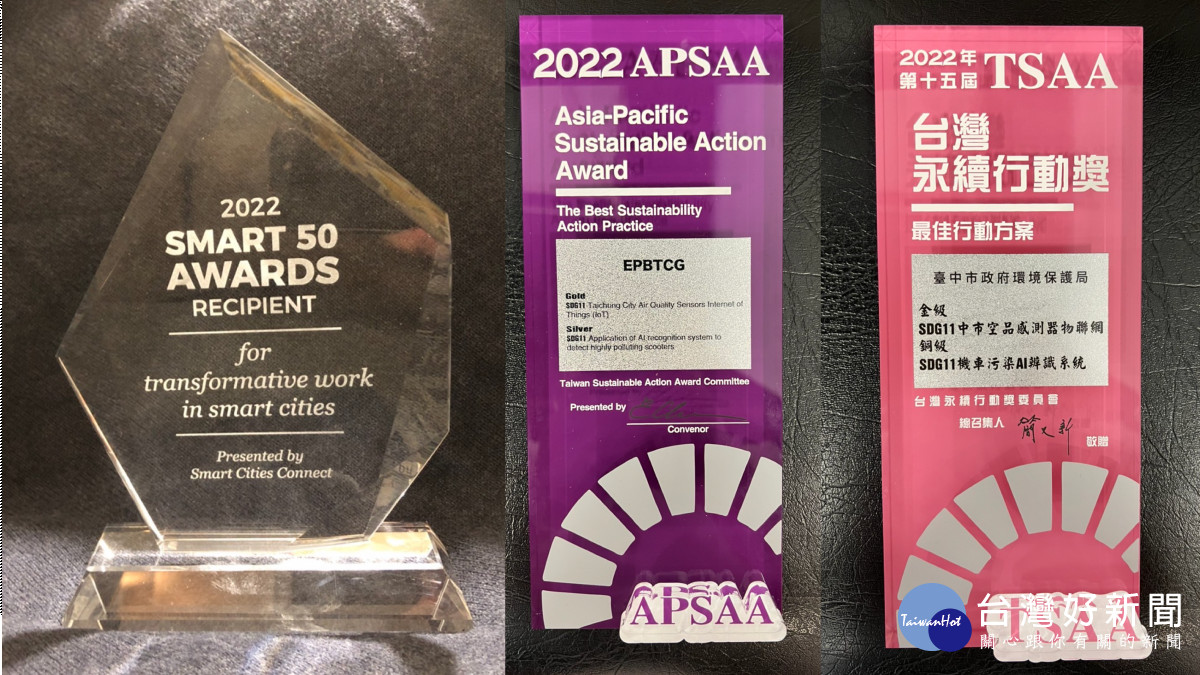 2022
SMART 50
AWARDS
RECIPIENT
for
transformative work
in smart cities
Presented by
Smart Cities Connect
2022 APSAA
Asia-Pacific
Sustainable Action
Award
The Best Sustainability
Action Practice
EPBTCG
Gold
SDG11 Taichung City Air Quality Sensors Internet of
Things (IoT)
Silver
SDG11 Application of AI recognition system to
detect highly polluting scooters
Taiwan Sustainable Action Award Committee
Presented by
Convenor
APSAA
2022年
第十五屆
TSAA
台灣
永續行動獎
最佳行動方案
臺中市政府環境保護局
金級
SDG11中市空品感測器物聯網
銅級
SDG11機車污染AI辨識系統
台灣永續行動獎委員會
總召集人 簡又新
敬贈
TSAA
TaiwanHot
台灣好新聞
關心跟你有關的新聞